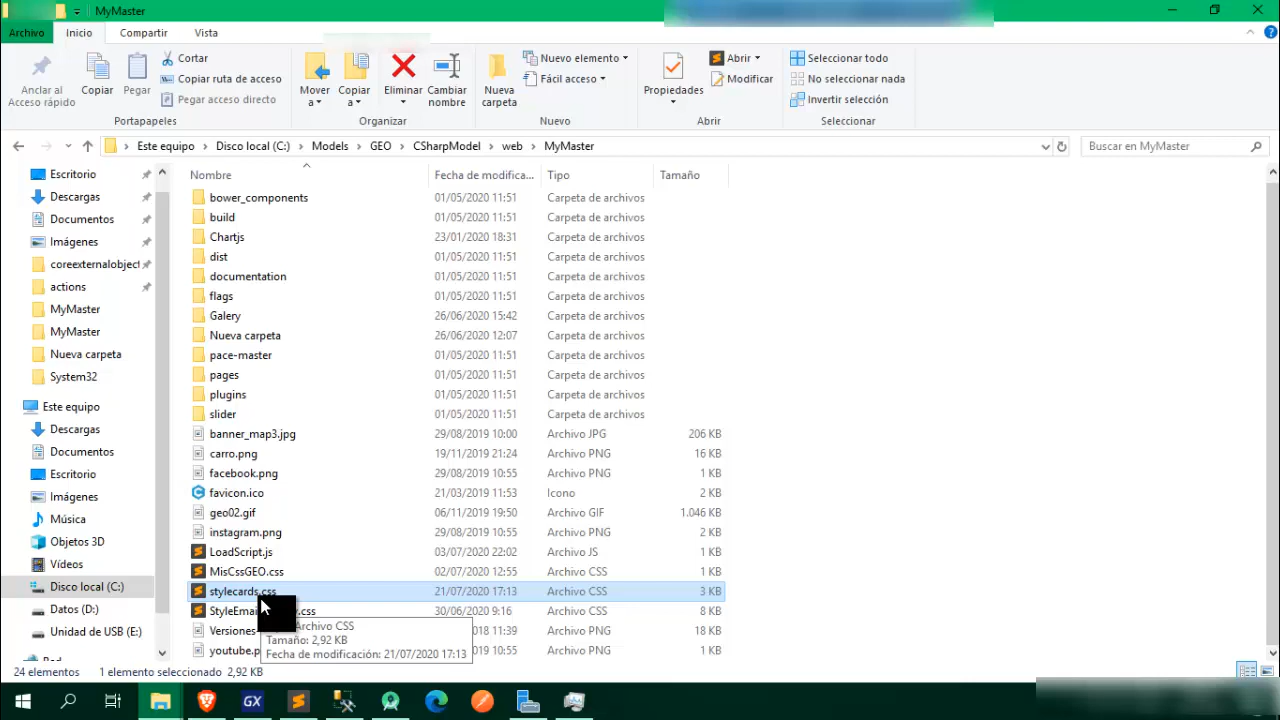 MyMaster
Archivo Inicio Compartir Vista
Anclar al Acceso rápido
Copiar
Pegar
Cortar
Copiar ruta de acceso
Pegar acceso directo
Portapapeles
Mover a
Copiar a
Eliminar
Cambiar nombre
Organizar
Nueva carpeta
Nuevo elemento
Fácil acceso
Nuevo
Propiedades
Abrir
Modificar
Abrir
Seleccionar todo
No seleccionar nada
Invertir selección
Seleccionar
Este equipo > Disco local (C:) > Models > GEO > CSharpModel > web > MyMaster
Buscar en MyMaster
Escritorio
Descargas
Documentos
Imágenes
coreexternalobject
actions
MyMaster
MyMaster
Nueva carpeta
System32
Este equipo
Descargas
Documentos
Escritorio
Imágenes
Música
Objetos 3D
Vídeos
Disco local (C:)
Datos (D:)
Unidad de USB (E:)
Red
Nombre Fecha de modifica... Tipo Tamaño
bower_components 01/05/2020 11:51 Carpeta de archivos
build 01/05/2020 11:51 Carpeta de archivos
Chartjs 23/01/2020 18:31 Carpeta de archivos
dist 01/05/2020 11:51 Carpeta de archivos
documentation 01/05/2020 11:51 Carpeta de archivos
flags 01/05/2020 11:51 Carpeta de archivos
Galery 26/06/2020 15:42 Carpeta de archivos
Nueva carpeta 26/06/2020 12:07 Carpeta de archivos
pace-master 01/05/2020 11:51 Carpeta de archivos
pages 01/05/2020 11:51 Carpeta de archivos
plugins 01/05/2020 11:51 Carpeta de archivos
slider 01/05/2020 11:51 Carpeta de archivos
banner_map3.jpg 29/08/2019 10:00 Archivo JPG 206 KB
carro.png 19/11/2019 21:24 Archivo PNG 16 KB
facebook.png 29/08/2019 10:55 Archivo PNG 1 KB
favicon.ico 21/03/2019 11:53 Icono 2 KB
geo02.gif 06/11/2019 19:50 Archivo GIF 1.046 KB
instagram.png 29/08/2019 10:55 Archivo PNG 2 KB
LoadScript.js 03/07/2020 22:02 Archivo JS 1 KB
MisCssGEO.css 02/07/2020 12:55 Archivo CSS 1 KB
stylecards.css 21/07/2020 17:13 Archivo CSS 3 KB
StyleEmai .css 30/06/2020 9:16 Archivo CSS 8 KB
Versiones 018 11:39 Archivo PNG 18 KB
youtube.p 019 10:55 Archivo PNG 1 KB
Archivo CSS
Tamaño: 2,92 KB
Fecha de modificación: 21/07/2020 17:13
24 elementos 1 elemento seleccionado 2,92 KB
GX